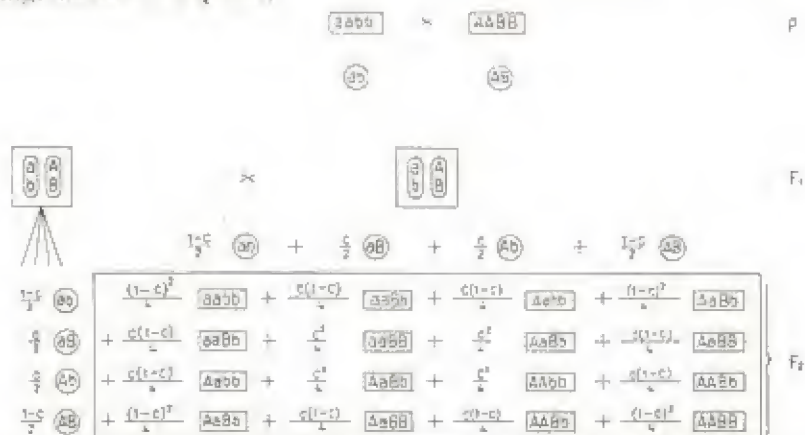 aabb × AABB P
ab AB
a b A B × a b A B F₁
(1-c)/2 ab + c/2 aB + c/2 Ab + (1-c)/2 AB
(1-c)/2 ab (1-c)²/4 aabb + c(1-c)/4 aaBb + c(1-c)/4 Aabb + (1-c)²/4 AaBb
c/2 aB + c(1-c)/4 aaBb + c²/4 aaBB + c²/4 AaBb + c(1-c)/4 AaBB
c/2 Ab + c(1-c)/4 Aabb + c²/4 AaBb + c²/4 AAbb + c(1-c)/4 AABb F₂
(1-c)/2 AB + (1-c)²/4 AaBb + c(1-c)/4 AaBB + c(1-c)/4 AABb + (1-c)²/4 AABB